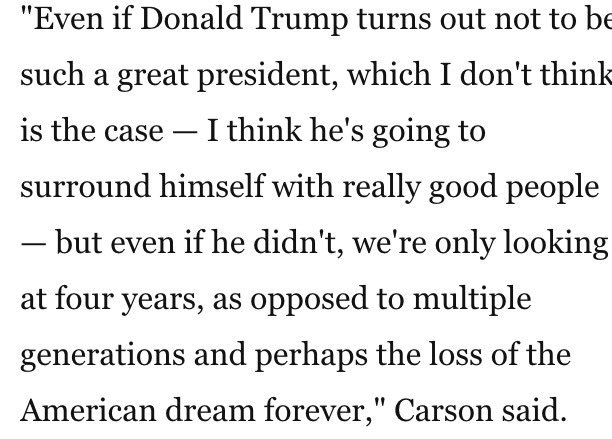 "Even if Donald Trump turns out not to be
such a great president, which I don't think
is the case — I think he's going to
surround himself with really good people
— but even if he didn't, we're only looking
at four years, as opposed to multiple
generations and perhaps the loss of the
American dream forever," Carson said.